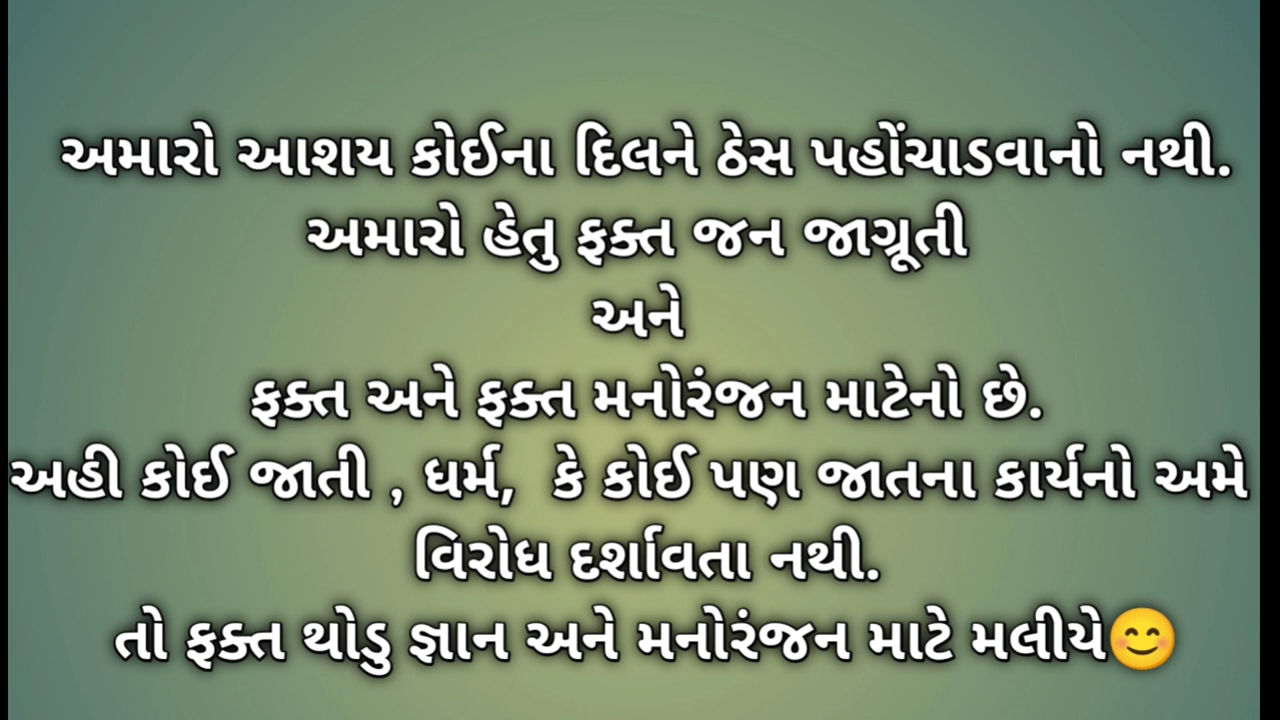 અમારો આશય કોઈના દિલને ઠેસ પહોંચાડવાનો નથી.
અમારો હેતુ ફક્ત જન જાગ્રૂતી
અને
ફક્ત અને ફક્ત મનોરંજન માટેનો છે.
અહી કોઈ જાતી , ધર્મ, કે કોઈ પણ જાતના કાર્યનો અમે
વિરોધ દર્શાવતા નથી.
તો ફક્ત થોડુ જ્ઞાન અને મનોરંજન માટે મલીયે😊